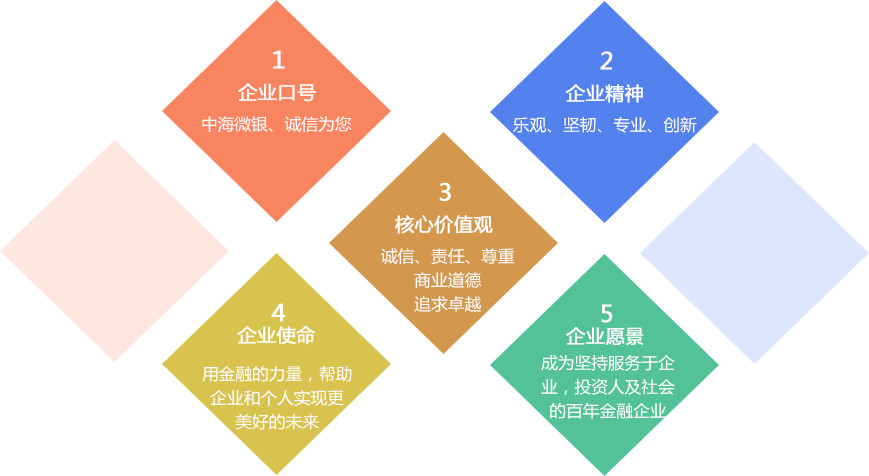 1
企业口号
中海微银、诚信为您
2
企业精神
乐观、坚韧、专业、创新
3
核心价值观
诚信、责任、尊重
商业道德
追求卓越
4
企业使命
用金融的力量，帮助
企业和个人实现更
美好的未来
5
企业愿景
成为坚持服务于企
业，投资人及社会
的百年金融企业